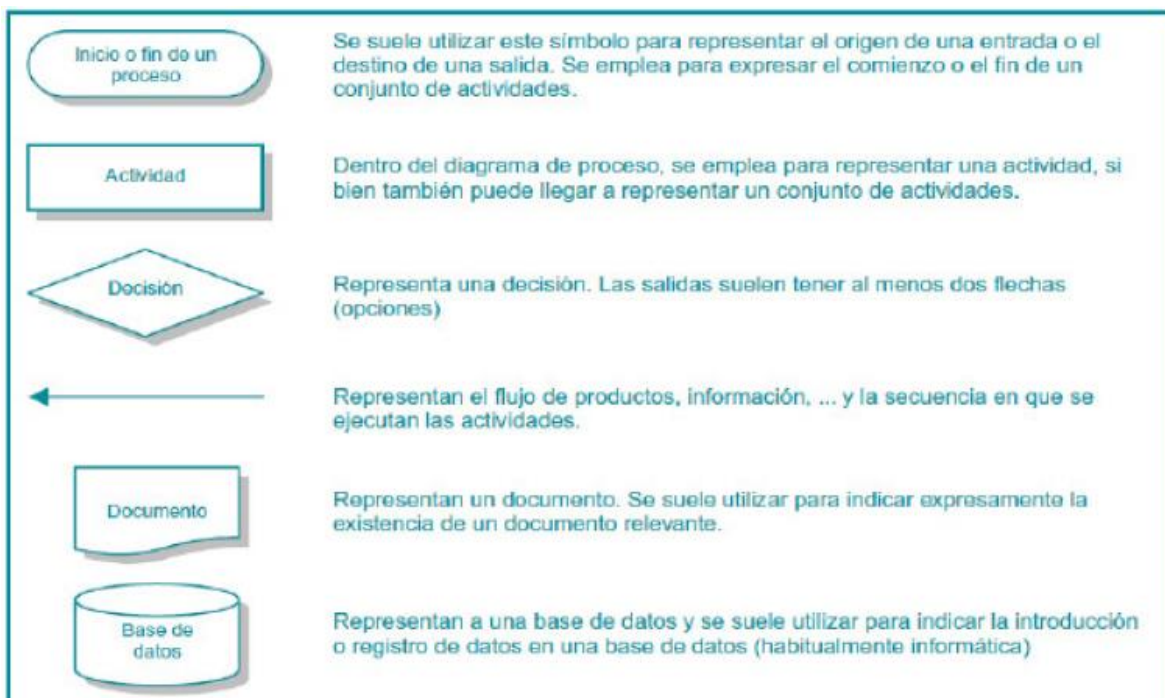 Inicio o fin de un
proceso
Se suele utilizar este símbolo para representar el origen de una entrada o el
destino de una salida. Se emplea para expresar el comienzo o el fin de un
conjunto de actividades.
Actividad
Dentro del diagrama de proceso, se emplea para representar una actividad, si
bien también puede llegar a representar un conjunto de actividades.
Decisión
Representa una decisión. Las salidas suelen tener al menos dos flechas
(opciones)
Representan el flujo de productos, información, ... y la secuencia en que se
ejecutan las actividades.
Documento
Representan un documento. Se suele utilizar para indicar expresamente la
existencia de un documento relevante.
Base de
datos
Representan a una base de datos y se suele utilizar para indicar la introducción
o registro de datos en una base de datos (habitualmente informática)